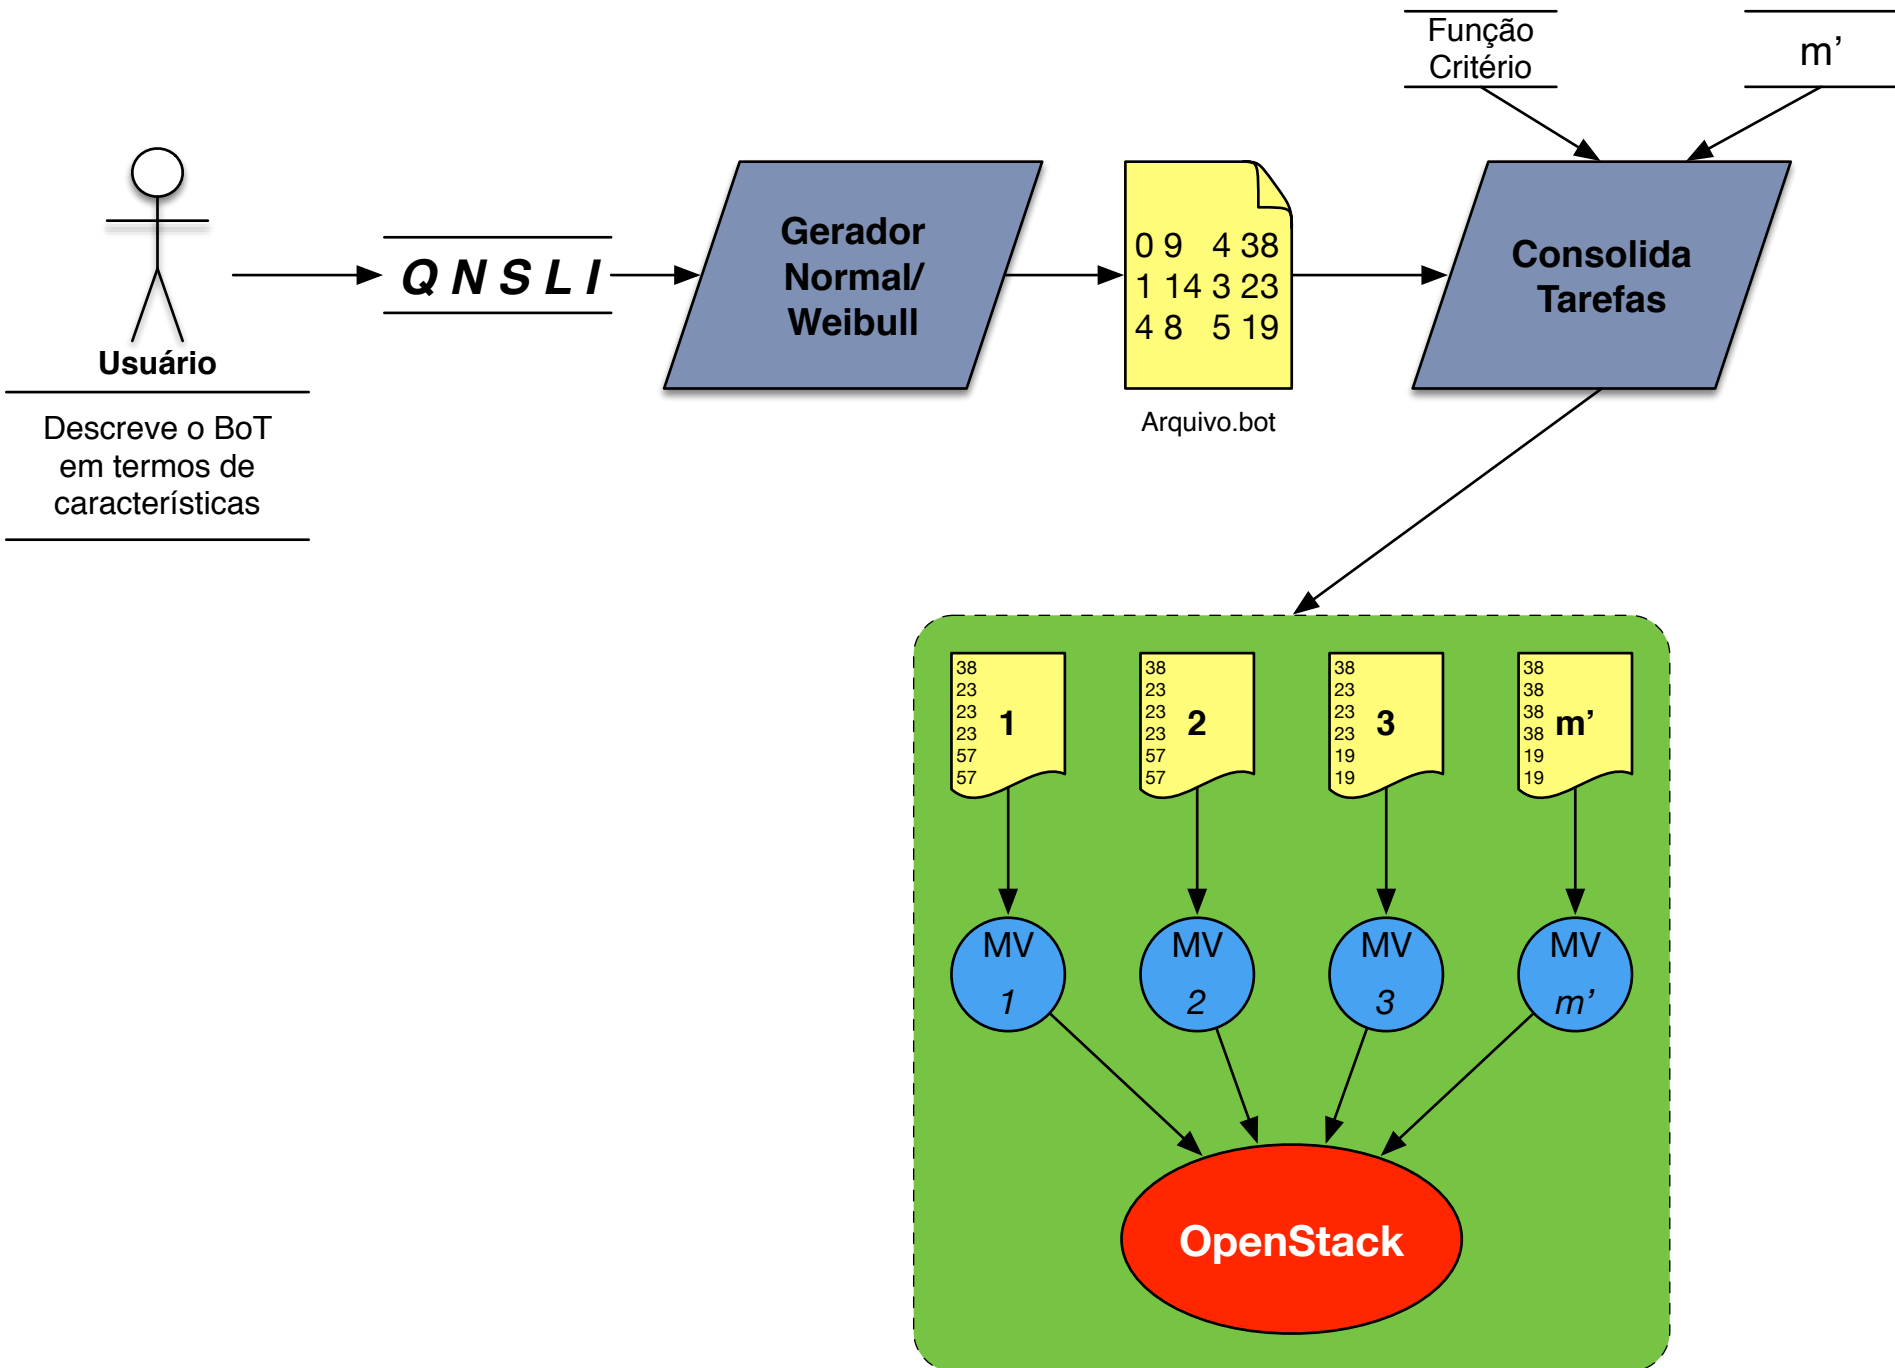 Função
Critério
m’
Usuário
Descreve o BoT
em termos de
características
Q N S L I
Gerador
Normal/
Weibull
0 9 4 38
1 14 3 23
4 8 5 19
Arquivo.bot
Consolida
Tarefas
38
23
23
23
57
57
1
38
23
23
23
57
57
2
38
23
23
23
19
19
3
38
38
38
38
19
19
m’
MV
1
MV
2
MV
3
MV
m’
OpenStack